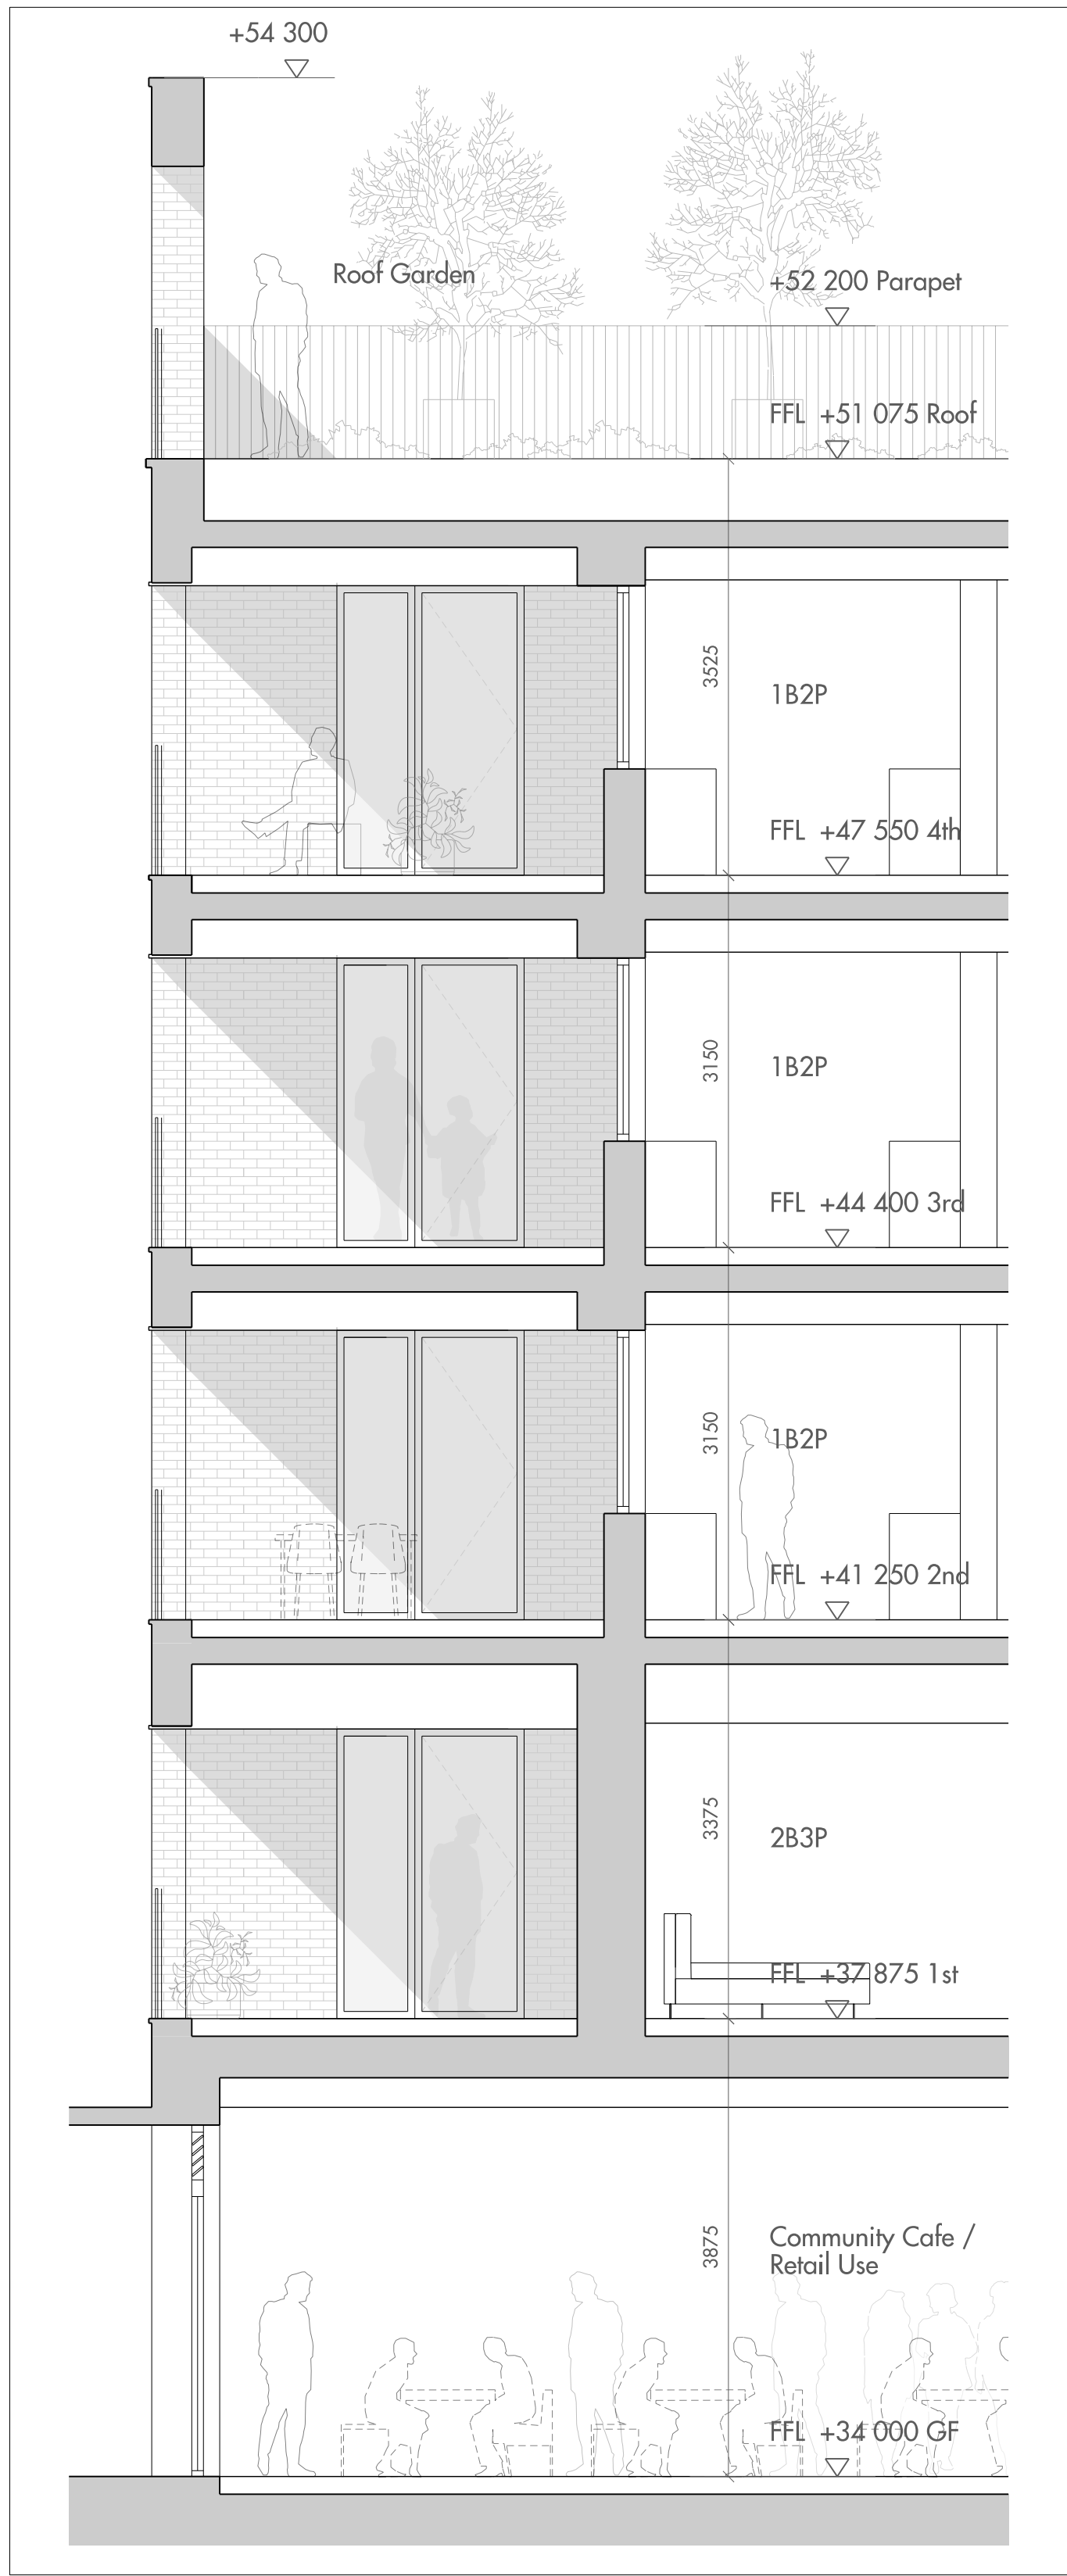 +54 300
Roof Garden
+52 200 Parapet
FFL +51 075 Roof
3525
1B2P
FFL +47 550 4th
3150
1B2P
FFL +44 400 3rd
3150
1B2P
FFL +41 250 2nd
3375
2B3P
FFL +37 875 1st
3875
Community Cafe /
Retail Use
FFL +34 000 GF